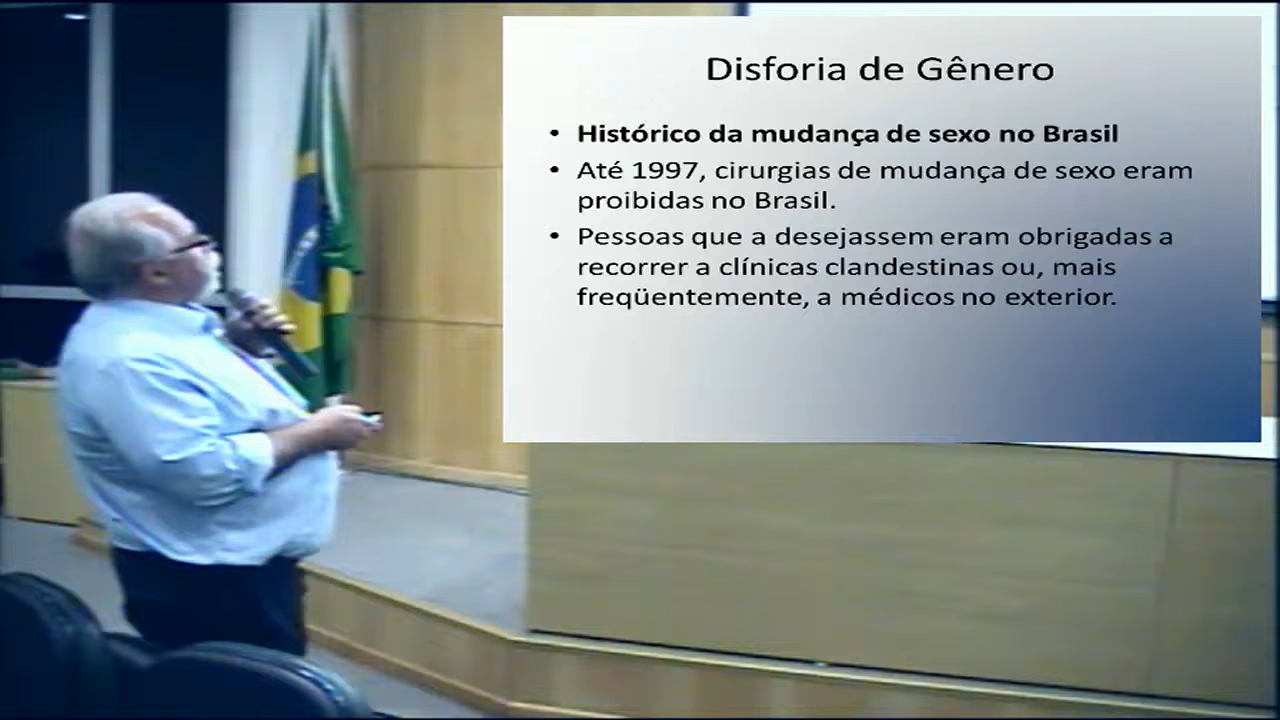 Disforia de Gênero
• Histórico da mudança de sexo no Brasil
• Até 1997, cirurgias de mudança de sexo eram
proibidas no Brasil.
• Pessoas que a desejassem eram obrigadas a
recorrer a clínicas clandestinas ou, mais
freqüentemente, a médicos no exterior.